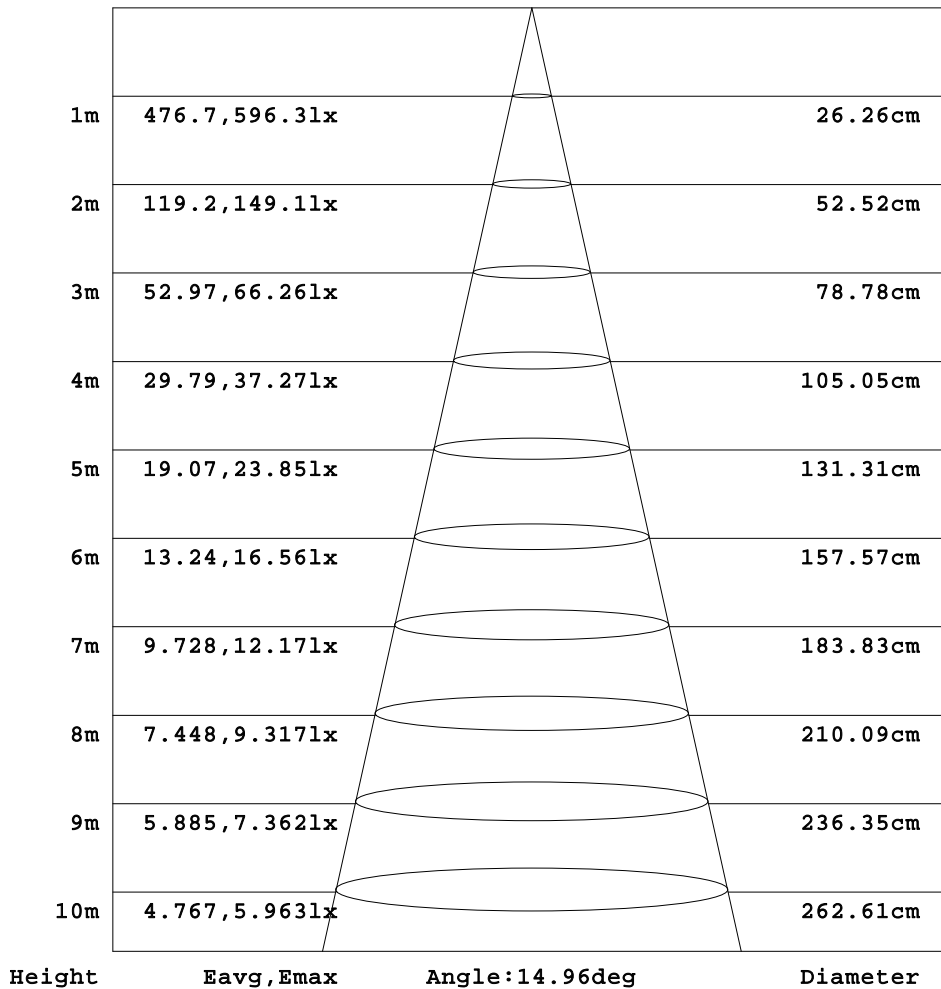 1m 476.7,596.3lx 26.26cm
2m 119.2,149.1lx 52.52cm
3m 52.97,66.26lx 78.78cm
4m 29.79,37.27lx 105.05cm
5m 19.07,23.85lx 131.31cm
6m 13.24,16.56lx 157.57cm
7m 9.728,12.17lx 183.83cm
8m 7.448,9.317lx 210.09cm
9m 5.885,7.362lx 236.35cm
10m 4.767,5.963lx 262.61cm
Height Eavg,Emax Angle:14.96deg Diameter